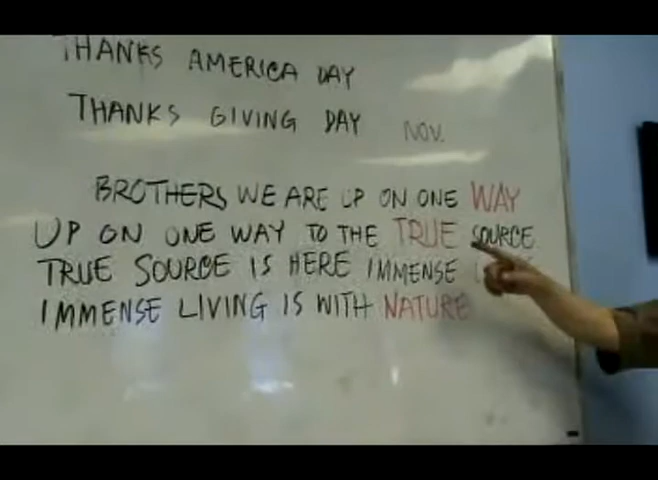 THANKS AMERICA DAY
THANKS GIVING DAY NOV.
BROTHERS WE ARE UP ON ONE WAY
UP ON ONE WAY TO THE TRUE SOURCE
TRUE SOURCE IS HERE IMMENSE
IMMENSE LIVING IS WITH NATURE